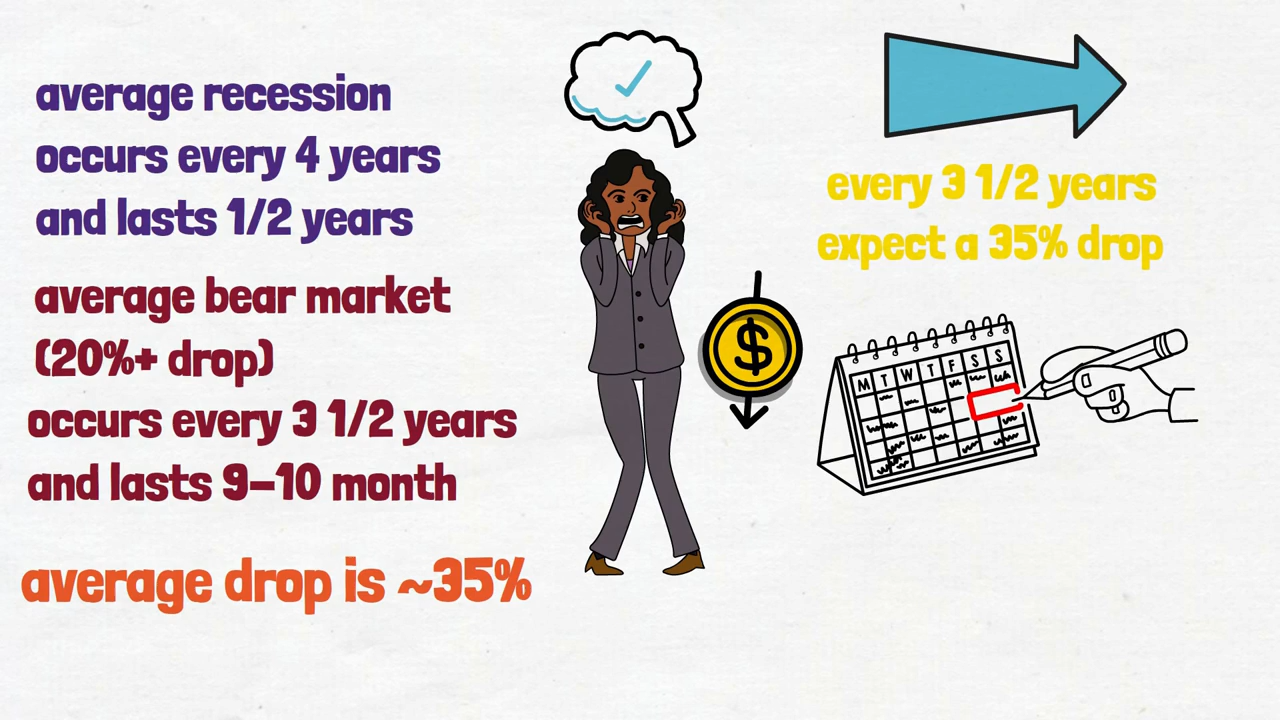 average recession
occurs every 4 years
and lasts 1/2 years
average bear market
(20%+ drop)
occurs every 3 1/2 years
and lasts 9-10 month
average drop is ~35%
$
every 3 1/2 years
expect a 35% drop
M T W T F S S